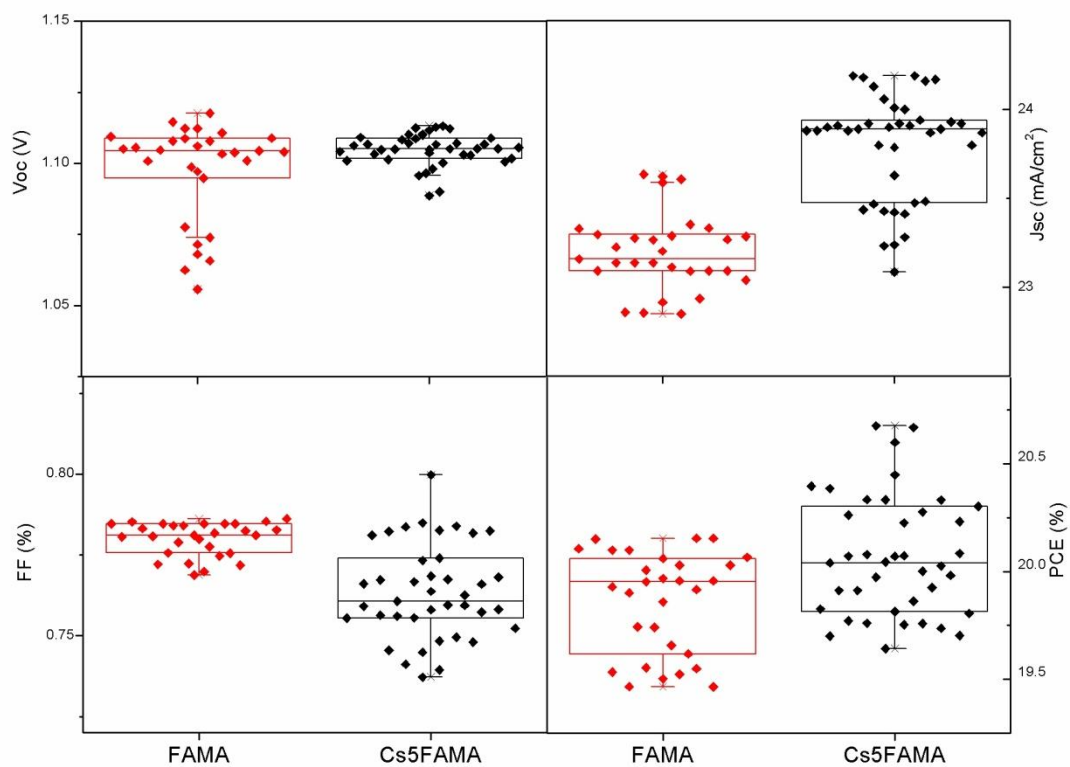 1.15
1.10
1.05
Voc (V)
24
23
Jsc (mA/cm²)
0.80
0.75
FF (%)
20.5
20.0
19.5
PCE (%)
FAMA
Cs5FAMA
FAMA
Cs5FAMA